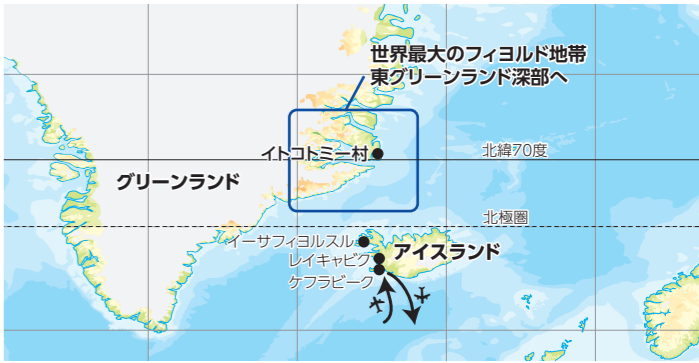 世界最大のフィヨルド地帯
東グリーンランド深部へ
イトコトミー村
北緯70度
グリーンランド
北極圏
イーサフィヨルスル
アイスランド
レイキャビク
ケフラビーク